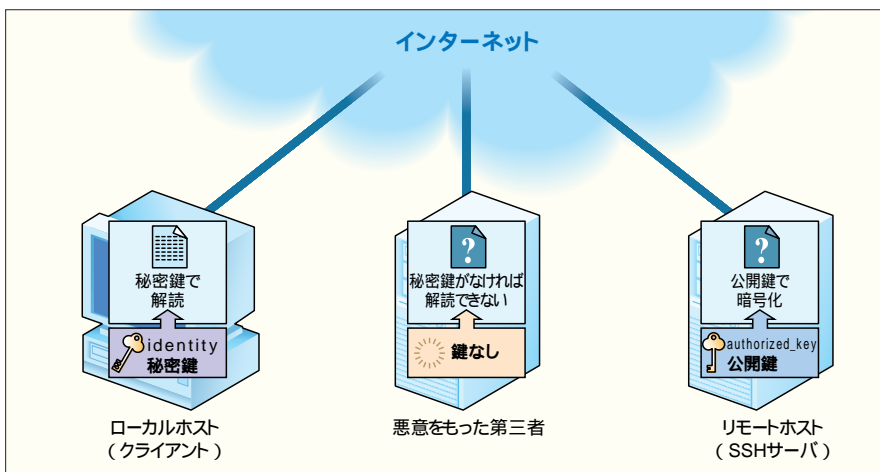 インターネット
秘密鍵で
解読
identity
秘密鍵
ローカルホスト
(クライアント)
?
秘密鍵がなければ
解読できない
鍵なし
悪意をもった第三者
?
公開鍵で
暗号化
authorized_key
公開鍵
リモートホスト
(SSHサーバ)